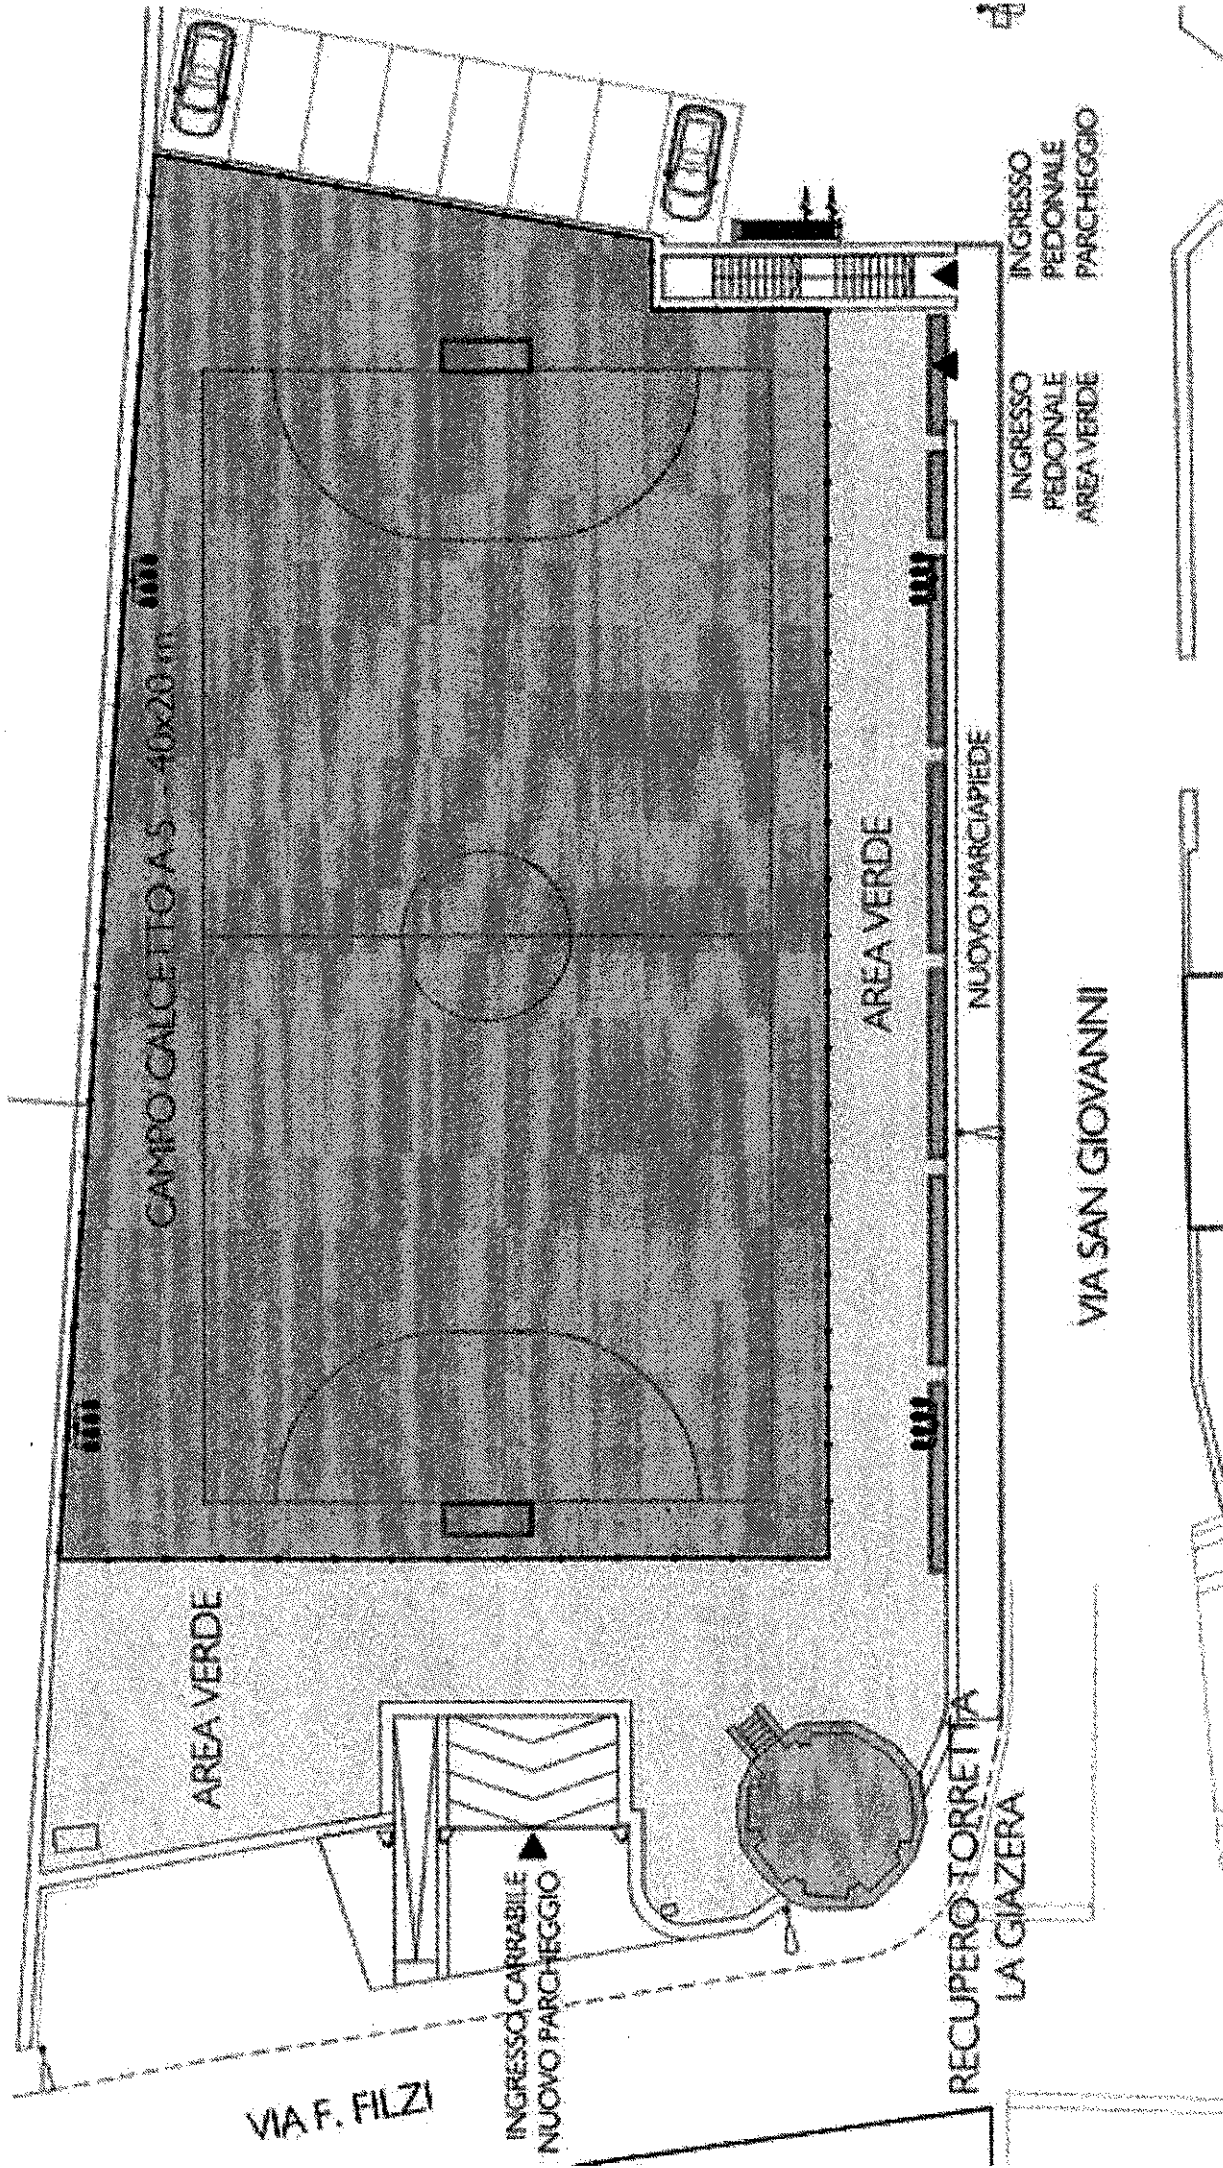 CAMPO CALCETTO A.S. - 40x20 m
AREA VERDE
AREA VERDE
NUOVO MARCIAPIEDE
INGRESSO
PEDONALE
PARCHEGGIO
INGRESSO
PEDONALE
AREA VERDE
VIA SAN GIOVANNI
RECUPERO TORRETTA
LA GIAZERA
INGRESSO CARRABILE
NUOVO PARCHEGGIO
VIA F. FILZI